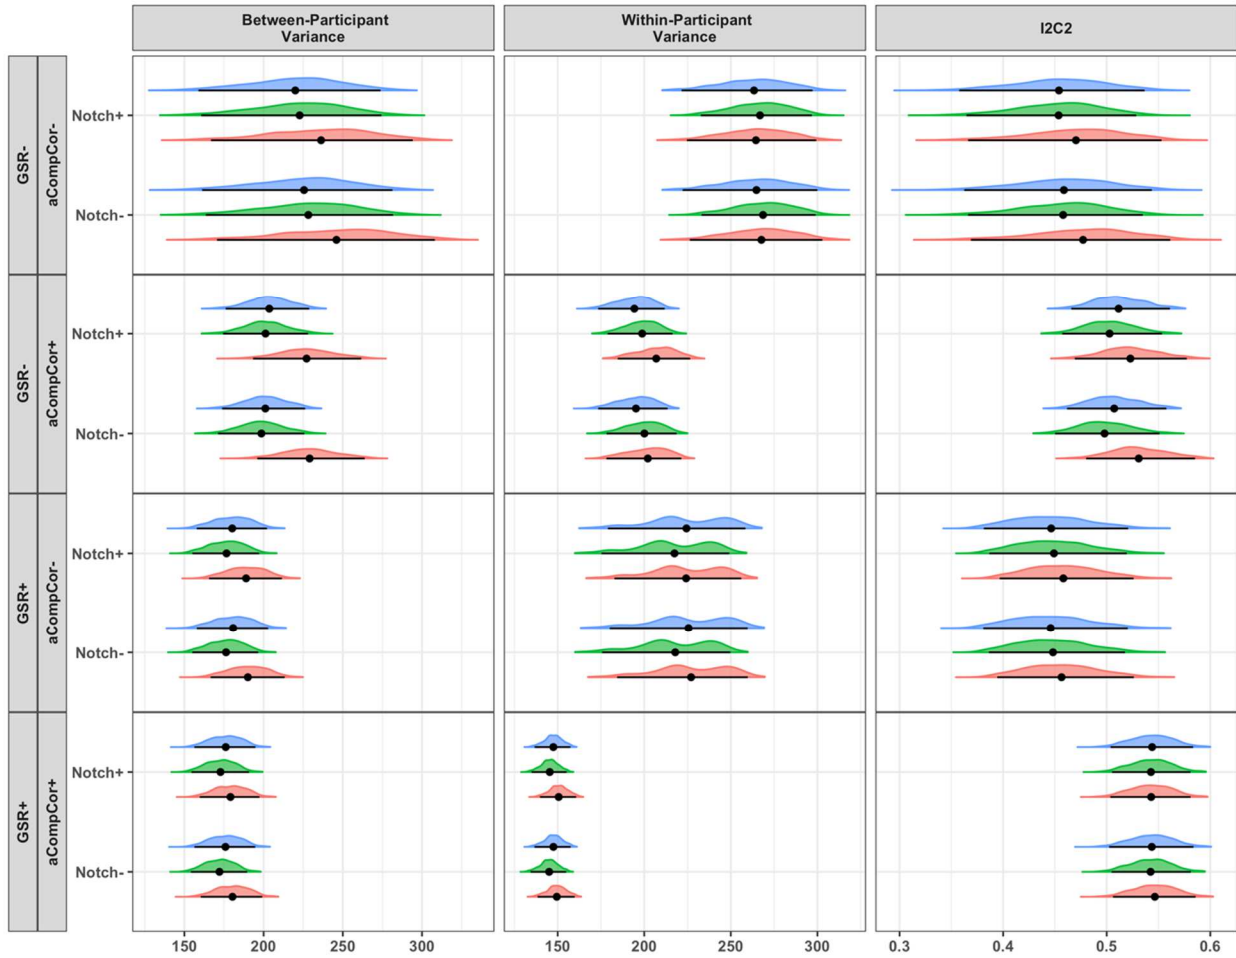 Between-Participant
Variance
Within-Participant
Variance
I2C2
GSR-
aCompCor-
Notch+
Notch-
GSR-
aCompCor+
Notch+
Notch-
GSR+
aCompCor-
Notch+
Notch-
GSR+
aCompCor+
Notch+
Notch-
150 200 250 300
150 200 250 300
0.3 0.4 0.5 0.6